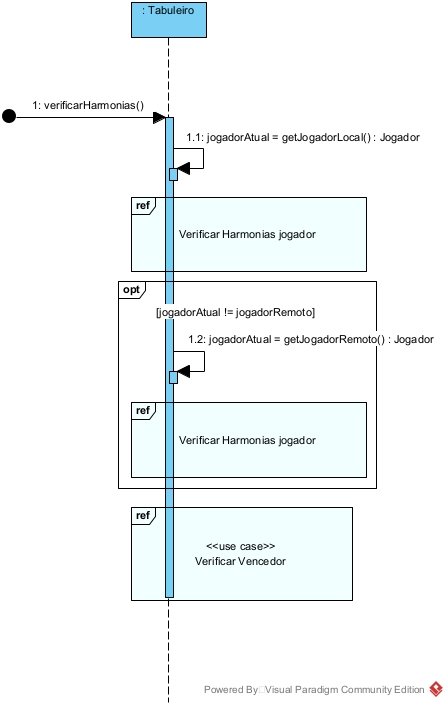 : Tabuleiro
1: verificarHarmonias()
1.1: jogadorAtual = getJogadorLocal() : Jogador
ref
Verificar Harmonias jogador
opt
[jogadorAtual != jogadorRemoto]
1.2: jogadorAtual = getJogadorRemoto() : Jogador
ref
Verificar Harmonias jogador
ref
<<use case>>
Verificar Vencedor
Powered By Visual Paradigm Community Edition